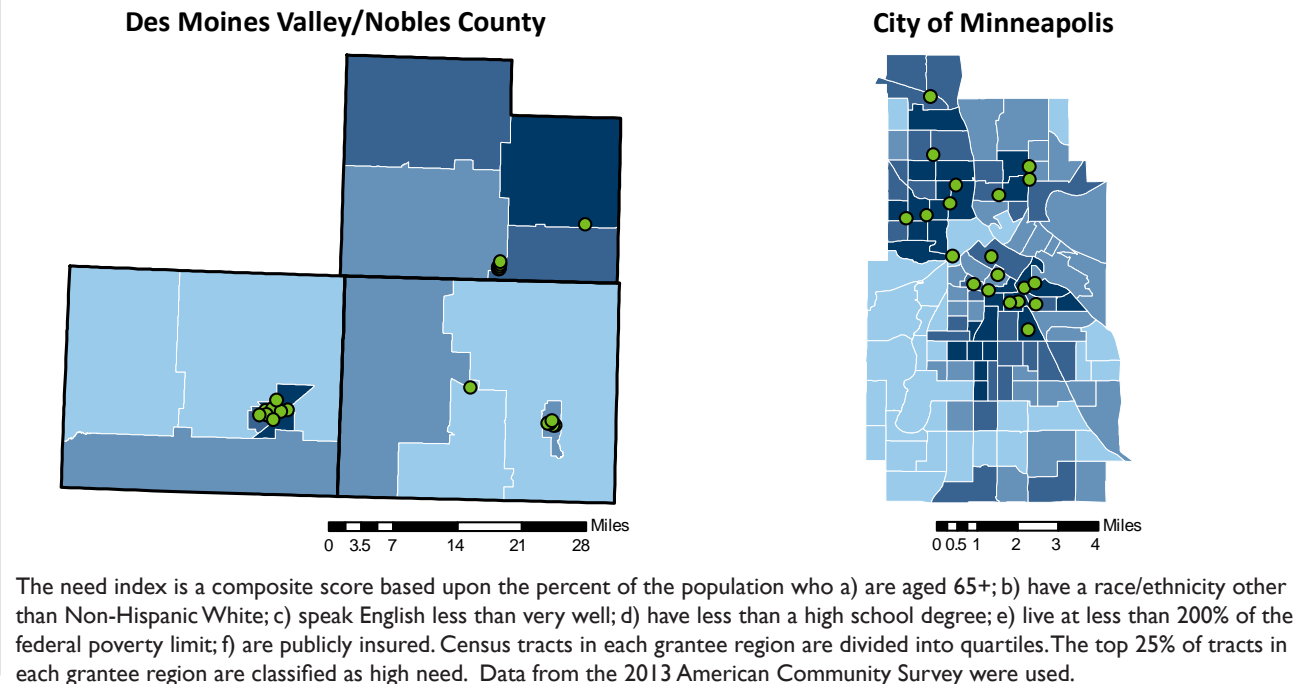 Des Moines Valley/Nobles County
City of Minneapolis
Miles
0 3.5 7 14 21 28
Miles
0 0.5 1 2 3 4
The need index is a composite score based upon the percent of the population who a) are aged 65+; b) have a race/ethnicity other
than Non-Hispanic White; c) speak English less than very well; d) have less than a high school degree; e) live at less than 200% of the
federal poverty limit; f) are publicly insured. Census tracts in each grantee region are divided into quartiles. The top 25% of tracts in
each grantee region are classified as high need. Data from the 2013 American Community Survey were used.